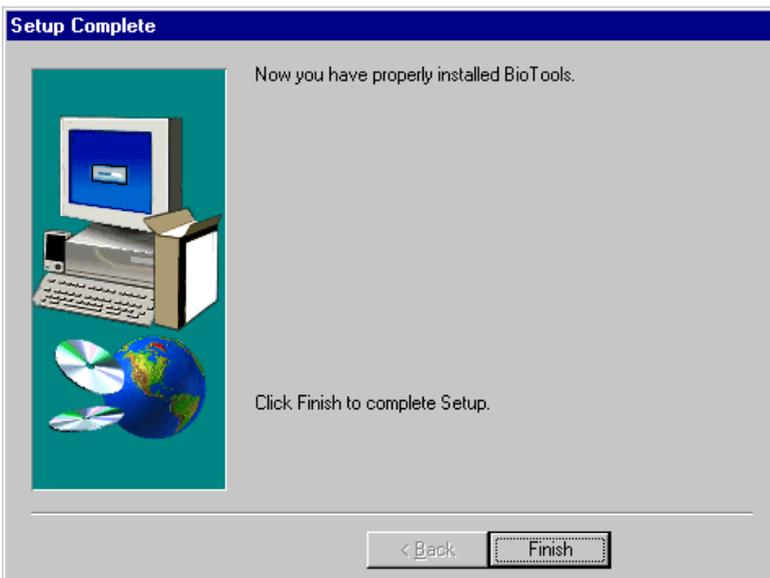 Setup Complete
Now you have properly installed BioTools.
Click Finish to complete Setup.
< Back
Finish